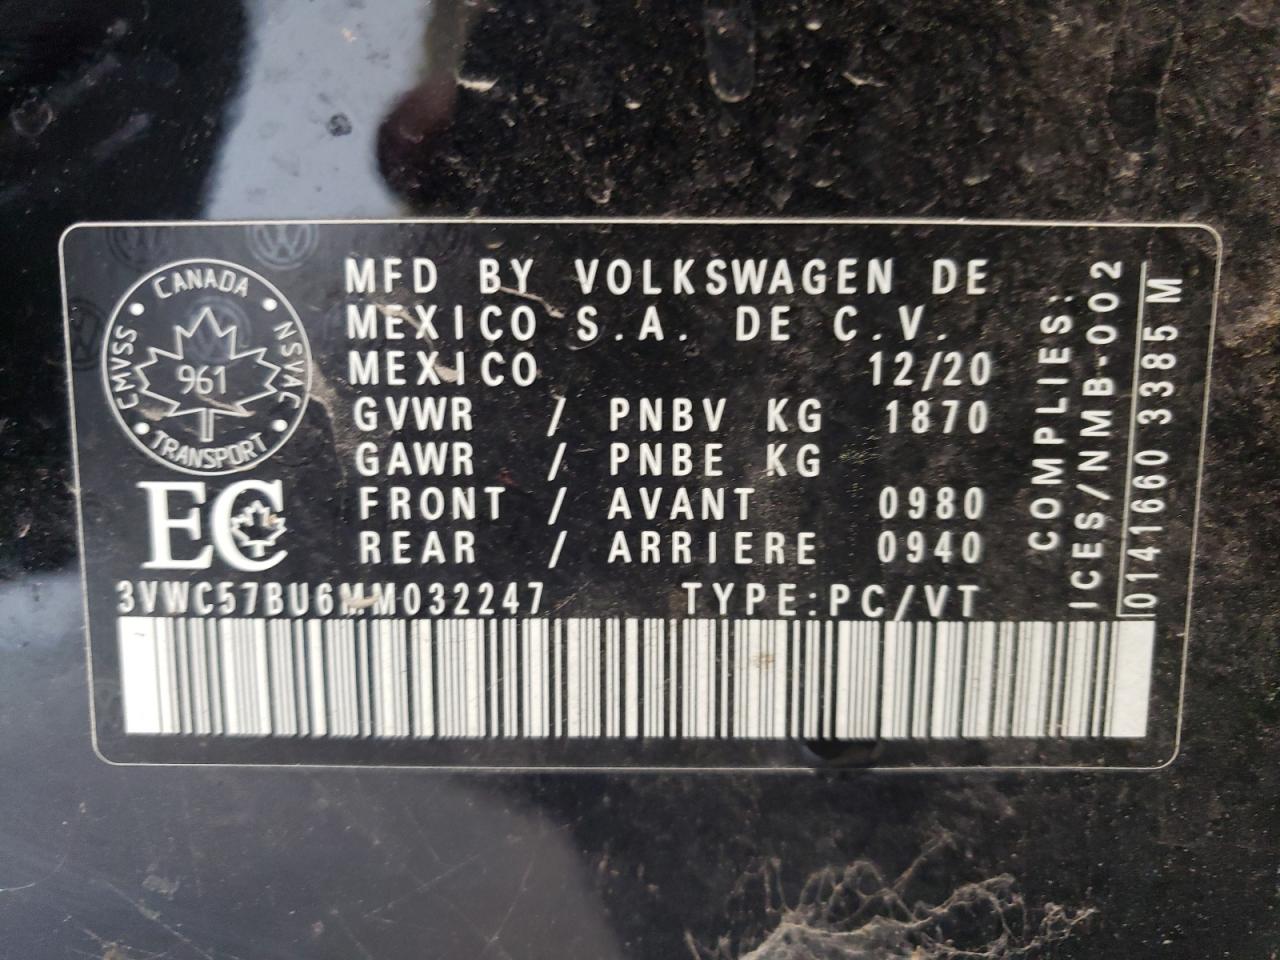 MFD BY VOLKSWAGEN DE
MEXICO S.A. DE C.V.
MEXICO 12/20
GVWR / PNBV KG 1870
GAWR / PNBE KG
FRONT / AVANT 0980
REAR / ARRIERE 0940
CANADA
CMVSS NSVAC
961
TRANSPORT
EC
3VWC57BU6MM032247 TYPE:PC/VT
COMPLIES:
ICES/NMB-002
0141660 3385 M